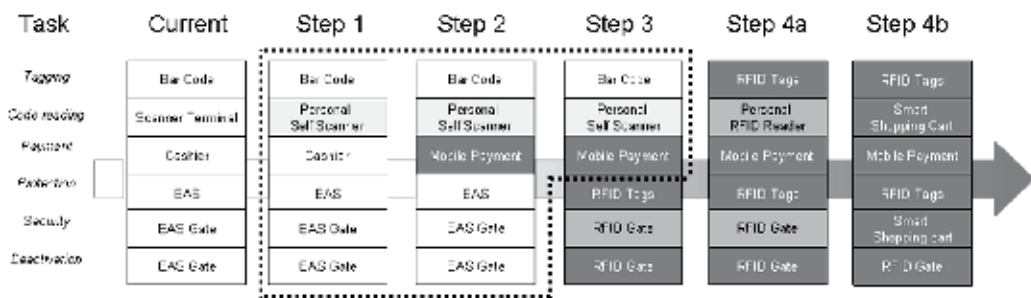 Task Current Step 1 Step 2 Step 3 Step 4a Step 4b
Tagging Bar Code Bar Code Bar Code Bar Code RFID Tags RFID Tags
Code reading Scanner Terminal Personal Self Scanner Personal Self Scanner Personal Self Scanner Personal RFID Reader Smart Shopping Cart
Payment Cashier Cashier Mobile Payment Mobile Payment Mobile Payment Mobile Payment
Protection EAS EAS EAS RFID Tags RFID Tags RFID Tags
Security EAS Gate EAS Gate EAS Gate RFID Gate RFID Gate Smart Shopping cart
Deactivation EAS Gate EAS Gate EAS Gate RFID Gate RFID Gate RFID Gate